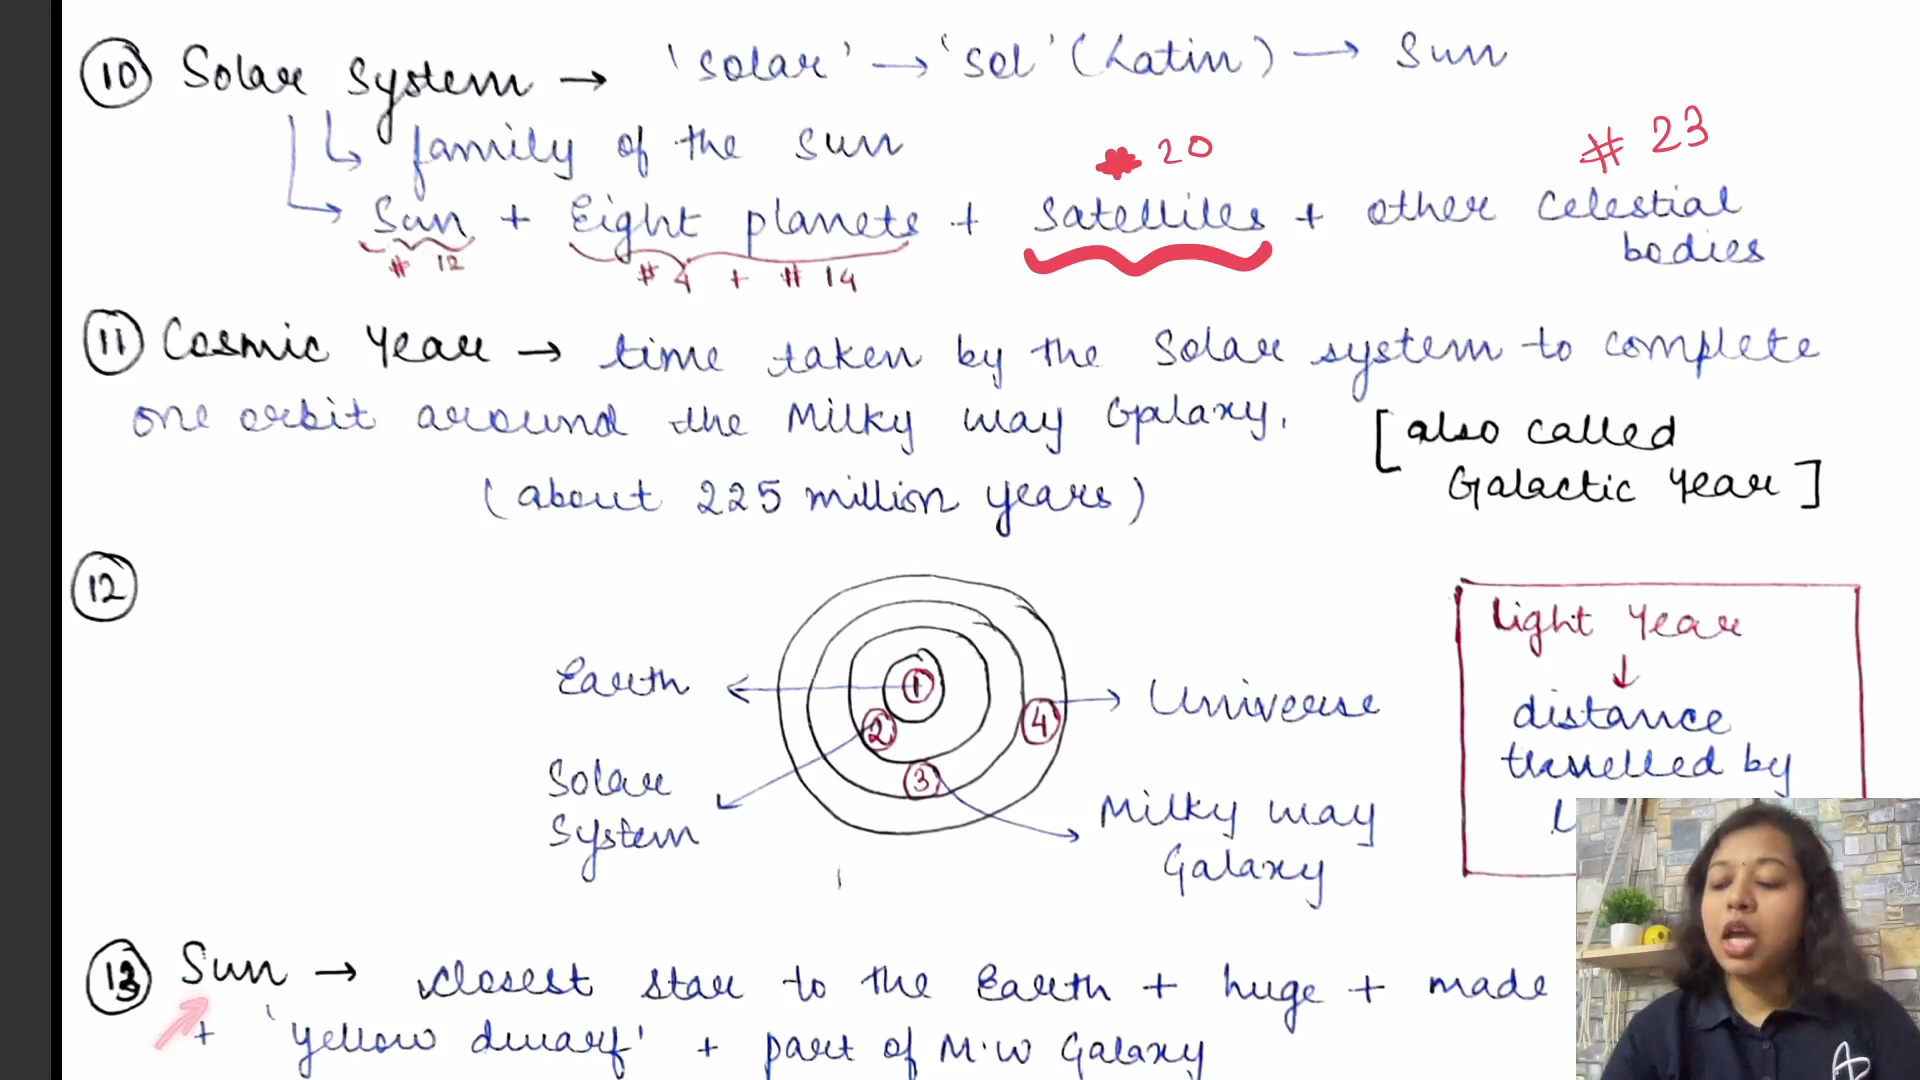 10 Solar System → 'Solar' → 'Sol' (Latin) → Sun
↳ family of the sun
* 20
# 23
↳ Sun + Eight planets + Satellites + other Celestial bodies
# 12
# 4 + # 14
11 Cosmic Year → time taken by the Solar system to complete
one orbit around the Milky way Galaxy.
(about 225 million years)
[also called
Galactic Year]
12
Earth
1
2
3
4
Universe
Solar
System
Milky way
Galaxy
Light Year
↓
distance
travelled by
13 Sun → closest star to the Earth + huge + made
+ 'yellow dwarf' + part of M.W Galaxy